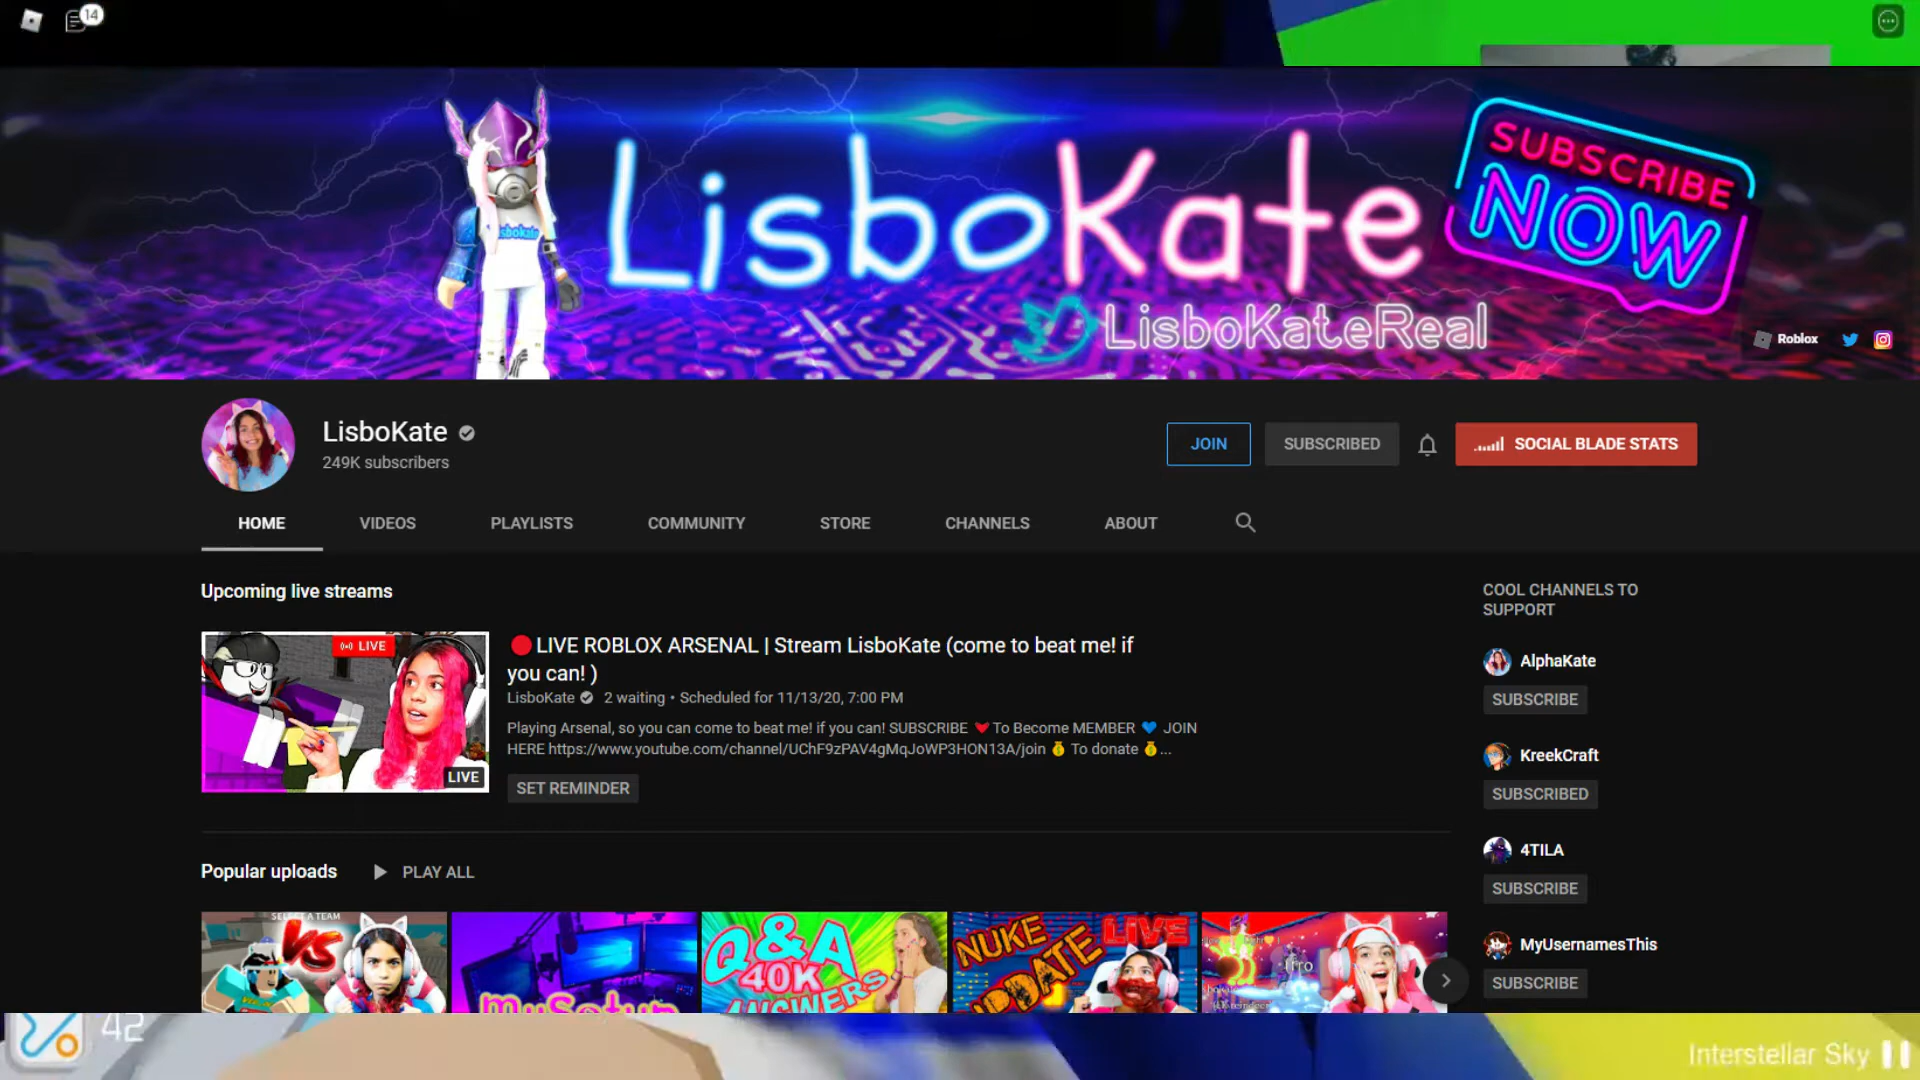 14
LisboKate
SUBSCRIBE
NOW
LisboKateReal
Roblox
LisboKate
249K subscribers
JOIN
SUBSCRIBED
SOCIAL BLADE STATS
HOME
VIDEOS
PLAYLISTS
COMMUNITY
STORE
CHANNELS
ABOUT
Upcoming live streams
LIVE
LIVE
🔴LIVE ROBLOX ARSENAL | Stream LisboKate (come to beat me! if
you can! )
LisboKate 2 waiting • Scheduled for 11/13/20, 7:00 PM
Playing Arsenal, so you can come to beat me! if you can! SUBSCRIBE ❤️To Become MEMBER 💙 JOIN
HERE https://www.youtube.com/channel/UChF9zPAV4gMqJoWP3HON13A/join 💰 To donate 💰...
SET REMINDER
COOL CHANNELS TO
SUPPORT
AlphaKate
SUBSCRIBE
KreekCraft
SUBSCRIBED
4TILA
SUBSCRIBE
MyUsernamesThis
SUBSCRIBE
Popular uploads
PLAY ALL
SELECT A TEAM
VS
mySetup
Q&A
40K
ANSWERS
NUKE
UPDATE
LIVE
42
Interstellar Sky